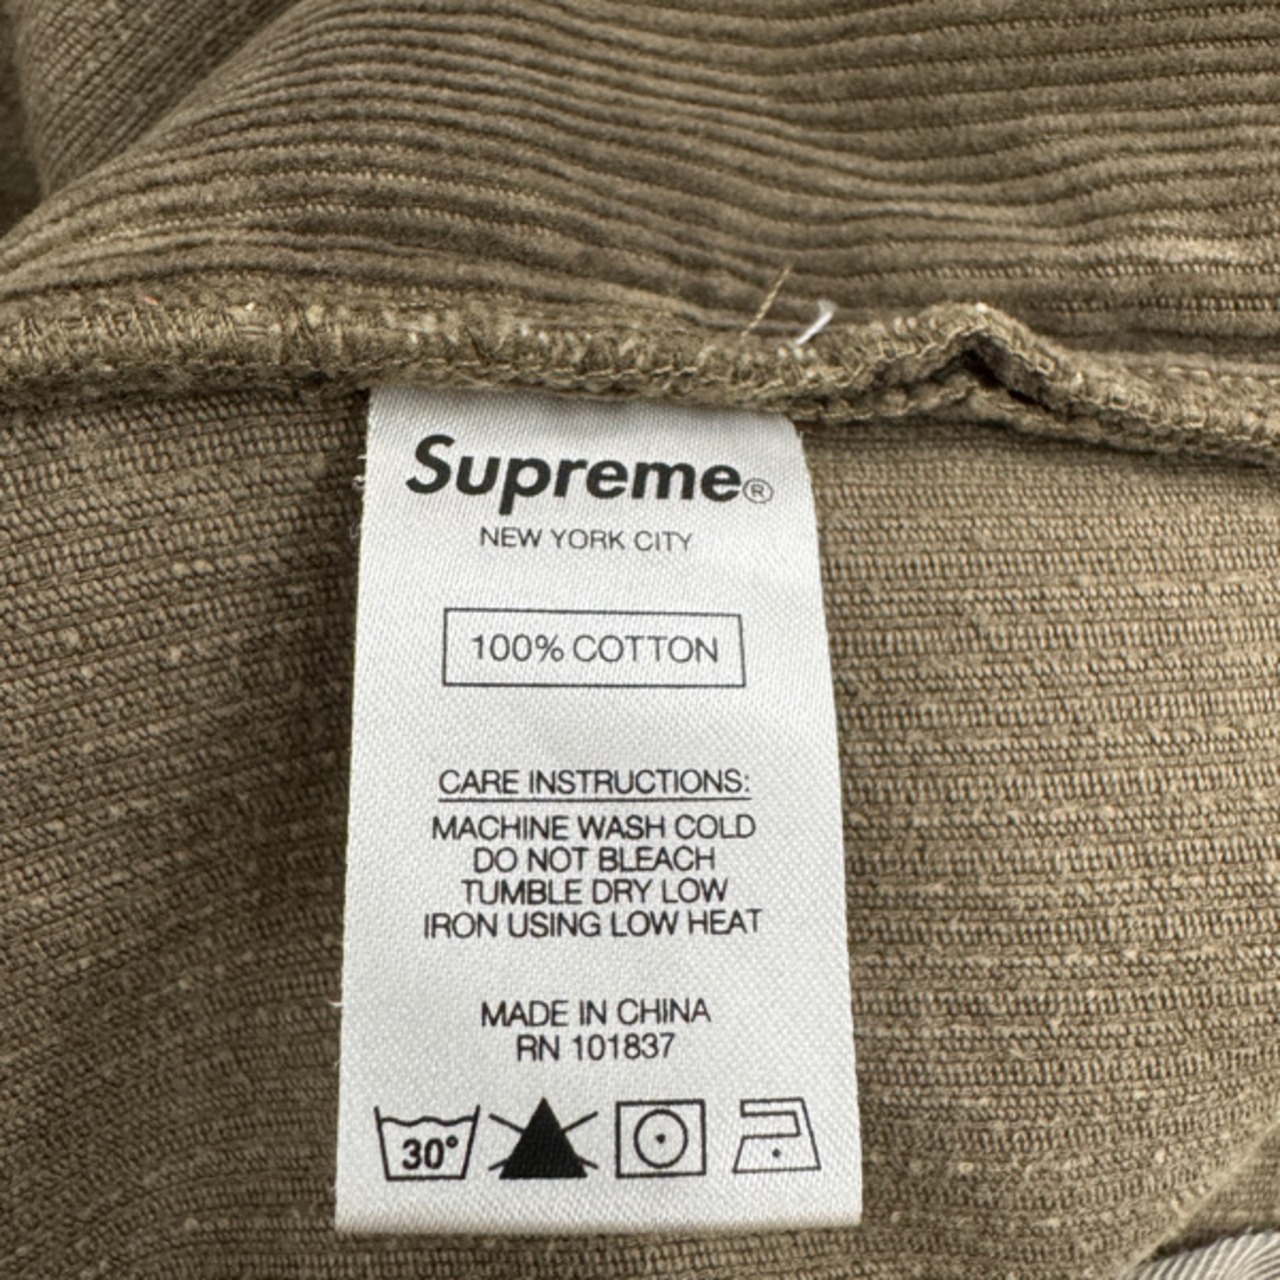 Supreme®
NEW YORK CITY
100% COTTON
CARE INSTRUCTIONS:
MACHINE WASH COLD
DO NOT BLEACH
TUMBLE DRY LOW
IRON USING LOW HEAT
MADE IN CHINA
RN 101837
30°